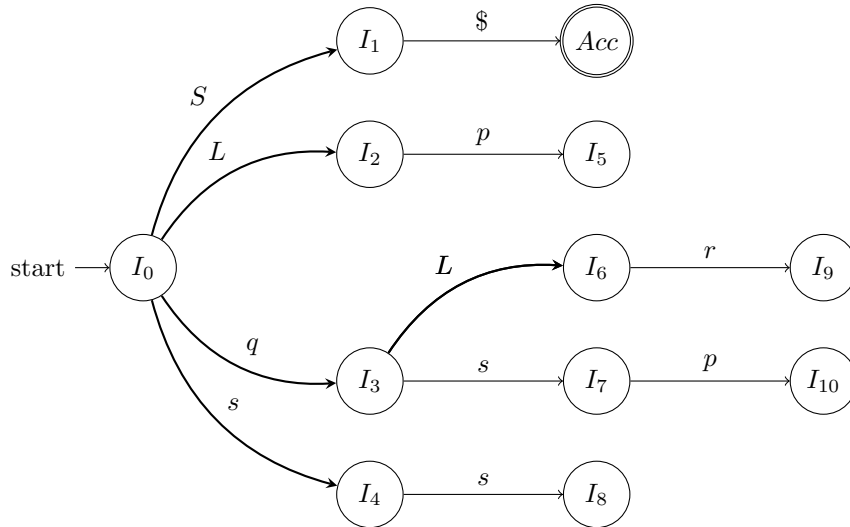 I₁ $ Acc
S
L I₂ p I₅
start I₀ L I₆ r I₉
q I₃ s I₇ p I₁₀
s
I₄ s I₈